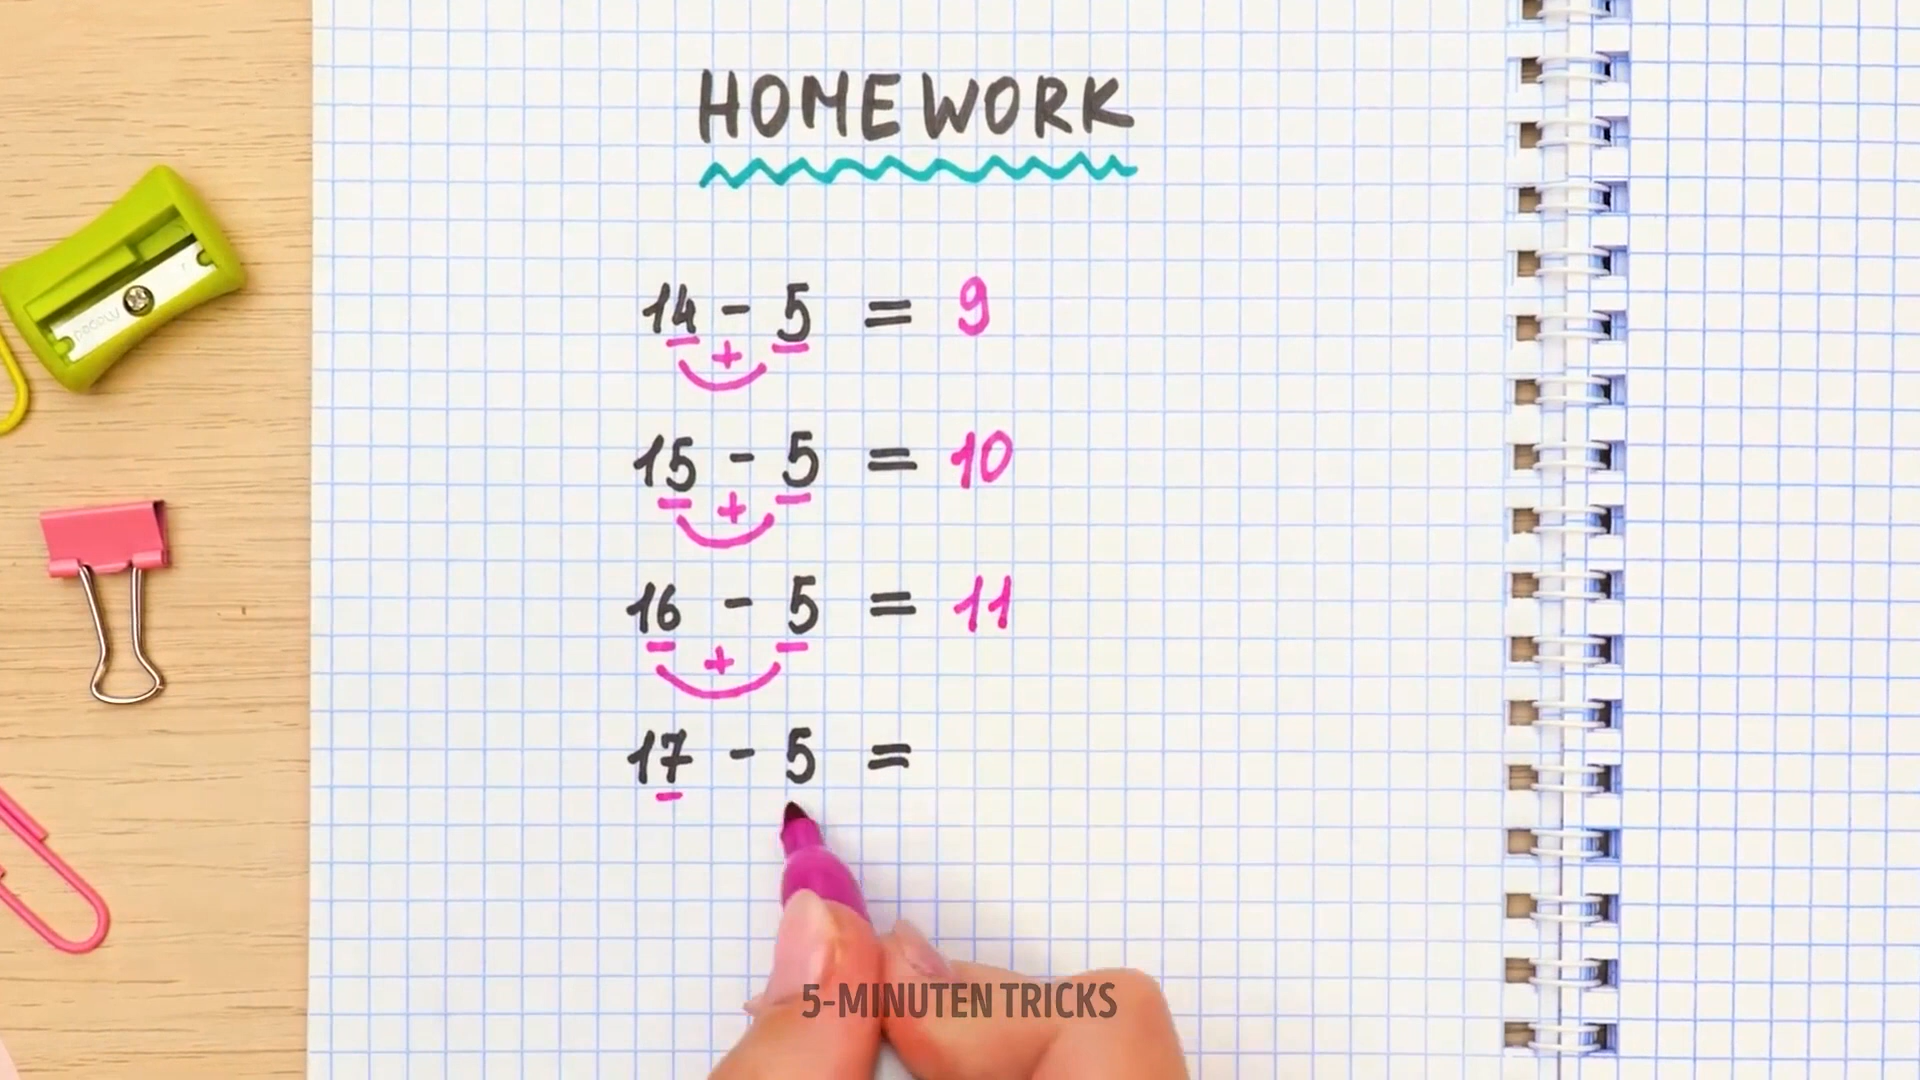 HOMEWORK
14 - 5 = 9
+
15 - 5 = 10
+
16 - 5 = 11
+
17 - 5 =
5-MINUTEN TRICKS